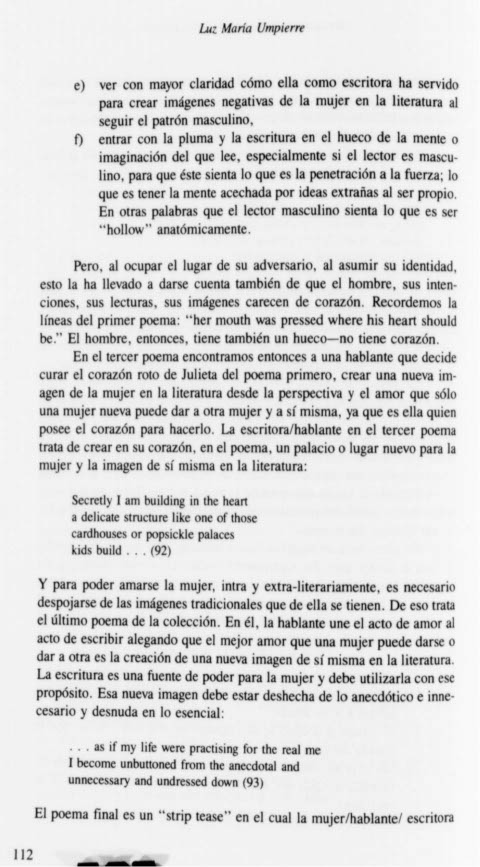 Luz María Umpierre
e) ver con mayor claridad cómo ella como escritora ha servido
para crear imágenes negativas de la mujer en la literatura al
seguir el patrón masculino,
f) entrar con la pluma y la escritura en el hueco de la mente o
imaginación del que lee, especialmente si el lector es mascu-
lino, para que éste sienta lo que es la penetración a la fuerza; lo
que es tener la mente acechada por ideas extrañas al ser propio.
En otras palabras que el lector masculino sienta lo que es ser
"hollow" anatómicamente.
Pero, al ocupar el lugar de su adversario, al asumir su identidad,
esto la ha llevado a darse cuenta también de que el hombre, sus inten-
ciones, sus lecturas, sus imágenes carecen de corazón. Recordemos la
líneas del primer poema: "her mouth was pressed where his heart should
be." El hombre, entonces, tiene también un hueco—no tiene corazón.
En el tercer poema encontramos entonces a una hablante que decide
curar el corazón roto de Julieta del poema primero, crear una nueva im-
agen de la mujer en la literatura desde la perspectiva y el amor que sólo
una mujer nueva puede dar a otra mujer y a sí misma, ya que es ella quien
posee el corazón para hacerlo. La escritora/hablante en el tercer poema
trata de crear en su corazón, en el poema, un palacio o lugar nuevo para la
mujer y la imagen de sí misma en la literatura:
Secretly I am building in the heart
a delicate structure like one of those
cardhouses or popsickle palaces
kids build . . . (92)
Y para poder amarse la mujer, intra y extra-literariamente, es necesario
despojarse de las imágenes tradicionales que de ella se tienen. De eso trata
el último poema de la colección. En él, la hablante une el acto de amor al
acto de escribir alegando que el mejor amor que una mujer puede darse o
dar a otra es la creación de una nueva imagen de sí misma en la literatura.
La escritura es una fuente de poder para la mujer y debe utilizarla con ese
propósito. Esa nueva imagen debe estar deshecha de lo anecdótico e inne-
cesario y desnuda en lo esencial:
. . . as if my life were practising for the real me
I become unbuttoned from the anecdotal and
unnecessary and undressed down (93)
El poema final es un "strip tease" en el cual la mujer/hablante/ escritora
112